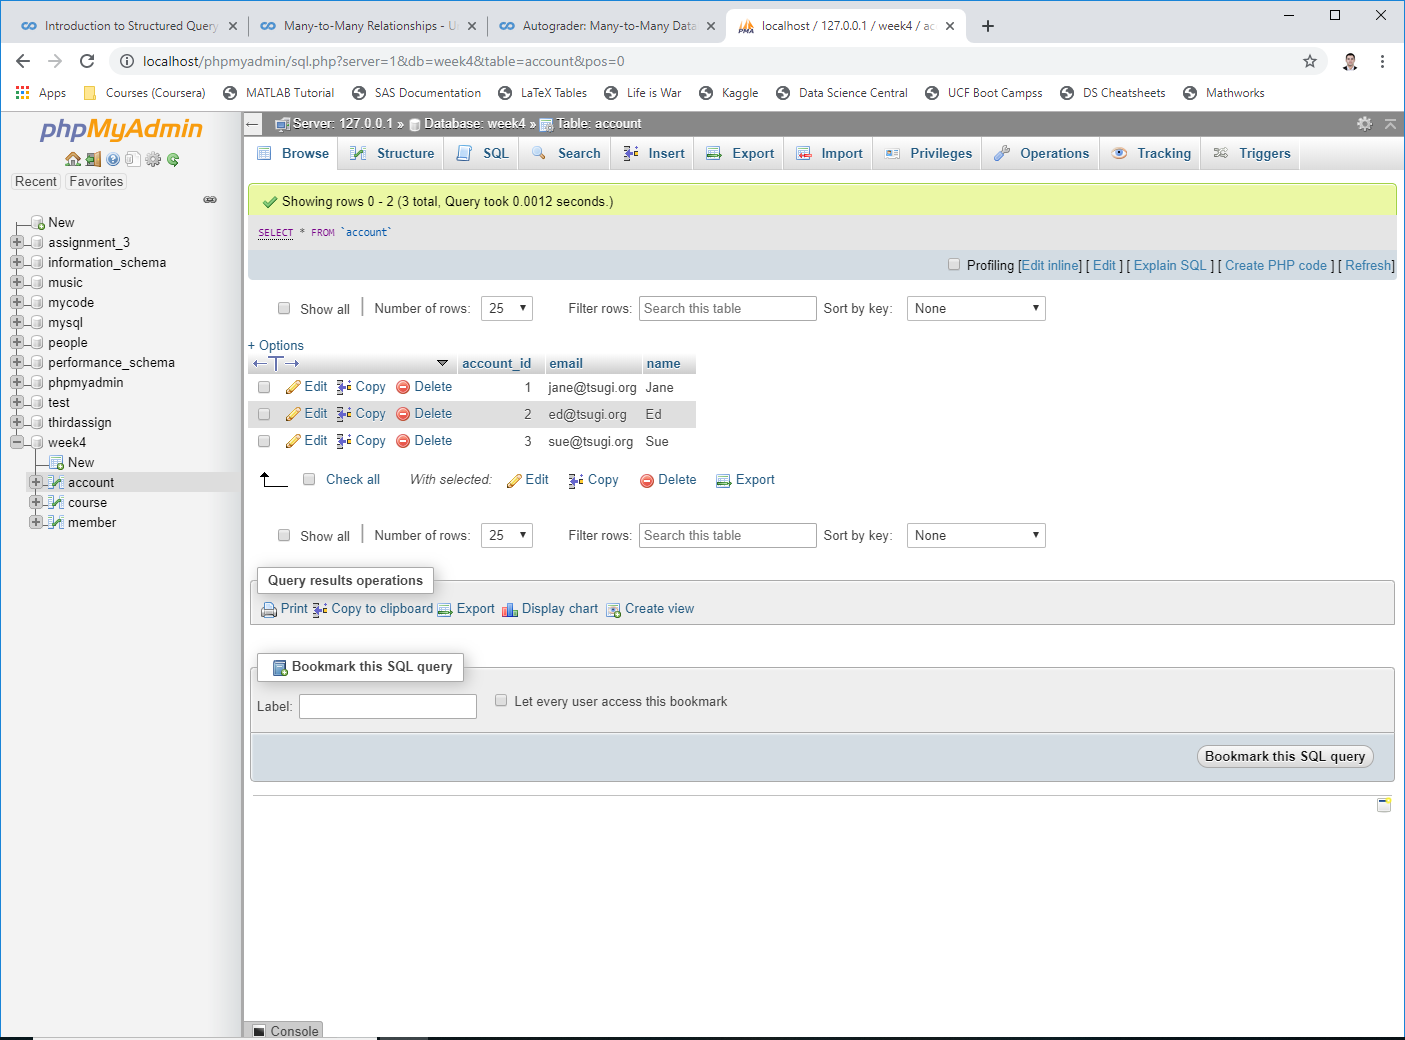 Introduction to Structured Query
Many-to-Many Relationships - U
Autograder: Many-to-Many Data
localhost / 127.0.0.1 / week4 / ac
localhost/phpmyadmin/sql.php?server=1&db=week4&table=account&pos=0
Apps Courses (Coursera) MATLAB Tutorial SAS Documentation LaTeX Tables Life is War Kaggle Data Science Central UCF Boot Campss DS Cheatsheets Mathworks
phpMyAdmin
Recent Favorites
New
assignment_3
information_schema
music
mycode
mysql
people
performance_schema
phpmyadmin
test
thirdassign
week4
New
account
course
member
Server: 127.0.0.1 » Database: week4 » Table: account
Browse Structure SQL Search Insert Export Import Privileges Operations Tracking Triggers
Showing rows 0 - 2 (3 total, Query took 0.0012 seconds.)
SELECT * FROM `account`
Profiling [Edit inline] [ Edit ] [ Explain SQL ] [ Create PHP code ] [ Refresh]
Show all Number of rows: 25 Filter rows: Search this table Sort by key: None
+ Options
account_id email name
Edit Copy Delete 1 jane@tsugi.org Jane
Edit Copy Delete 2 ed@tsugi.org Ed
Edit Copy Delete 3 sue@tsugi.org Sue
Check all With selected: Edit Copy Delete Export
Show all Number of rows: 25 Filter rows: Search this table Sort by key: None
Query results operations
Print Copy to clipboard Export Display chart Create view
Bookmark this SQL query
Label: Let every user access this bookmark
Bookmark this SQL query
Console